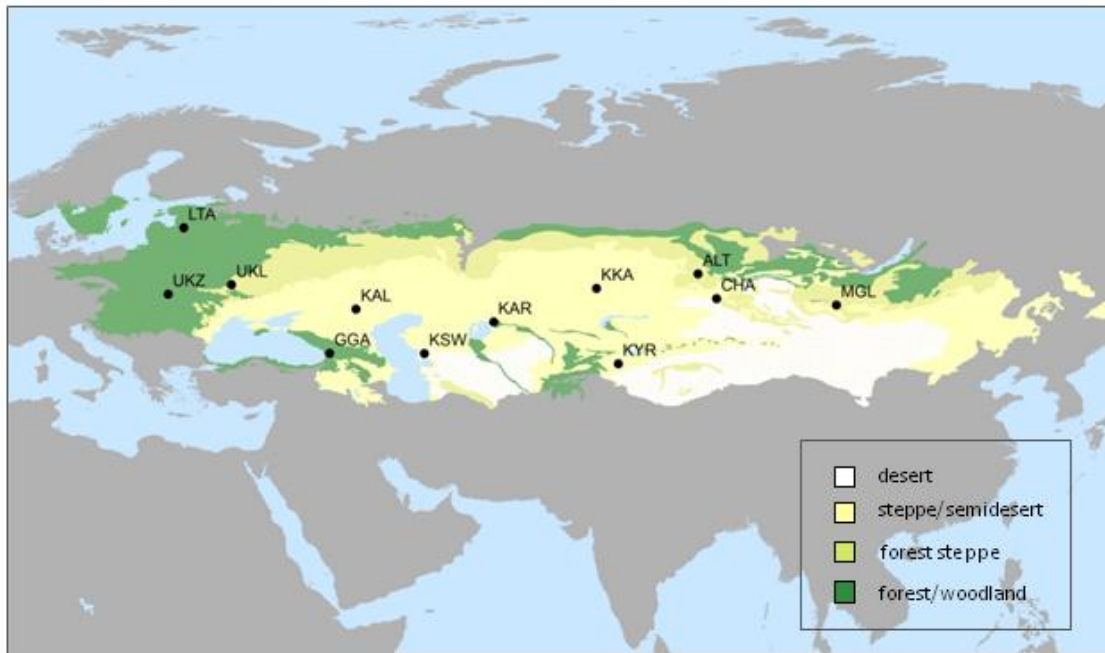 LTA
UKZ
UKL
KAL
KKA
ALT
CHA
MGL
KAR
GGA
KSW
KYR
desert
steppe/semidesert
forest steppe
forest/woodland